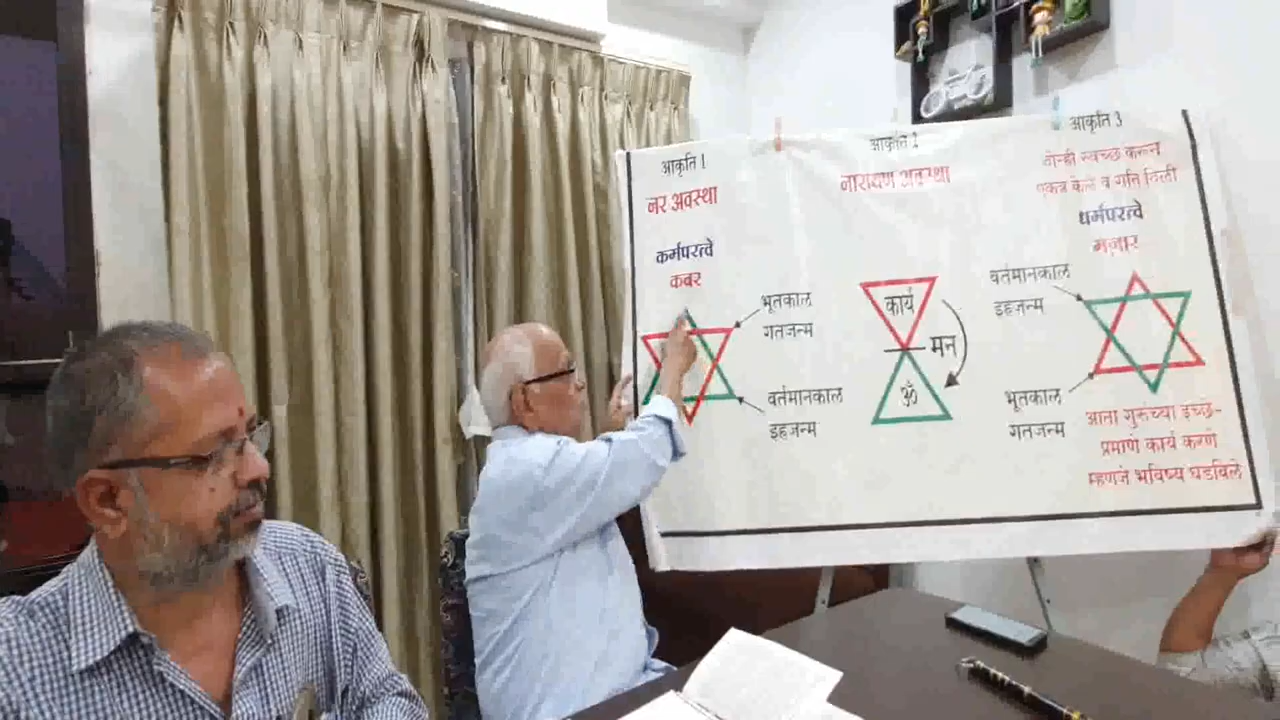 आकृति 1
नर अवस्था
कर्मपरत्वे
कबर
भूतकाल
गतजन्म
वर्तमानकाल
इहजन्म
आकृति 2
नारायण अवस्था
कार्य
मन
ॐ
आकृति 3
दोन्ही स्वच्छ करून
एकत्र केले व गति दिली
धर्मपरत्वे
मज़ार
वर्तमानकाल
इहजन्म
भूतकाल
गतजन्म
आता गुरुंच्या इच्छे-
प्रमाणे कार्य करणे
म्हणजे भविष्य घडविले